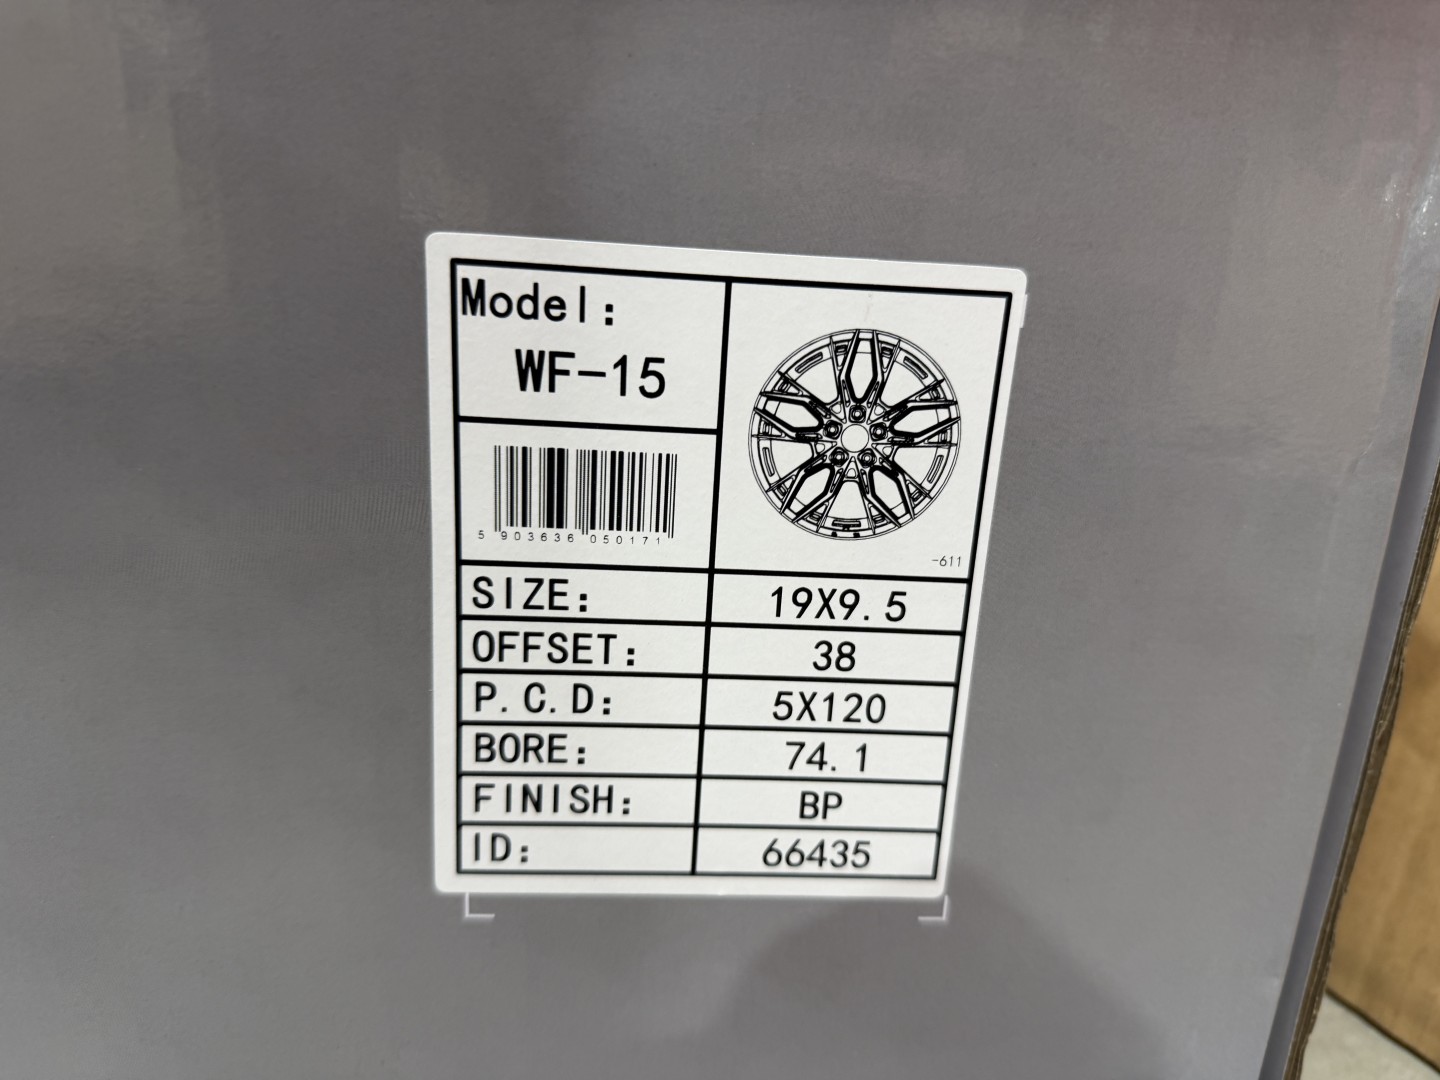 Model:
WF-15
5 903636 050171
-611
SIZE: 19X9.5
OFFSET: 38
P.C.D: 5X120
BORE: 74.1
FINISH: BP
ID: 66435